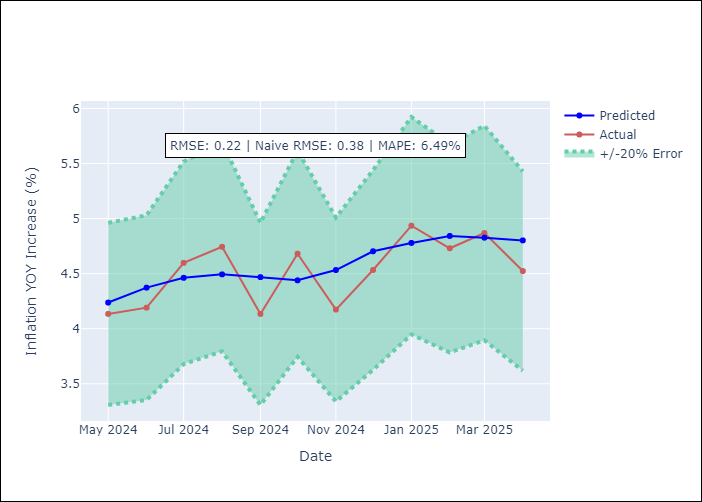 RMSE: 0.22 | Naive RMSE: 0.38 | MAPE: 6.49%
Predicted
Actual
+/-20% Error
Inflation YOY Increase (%)
6
5.5
5
4.5
4
3.5
May 2024
Jul 2024
Sep 2024
Nov 2024
Jan 2025
Mar 2025
Date